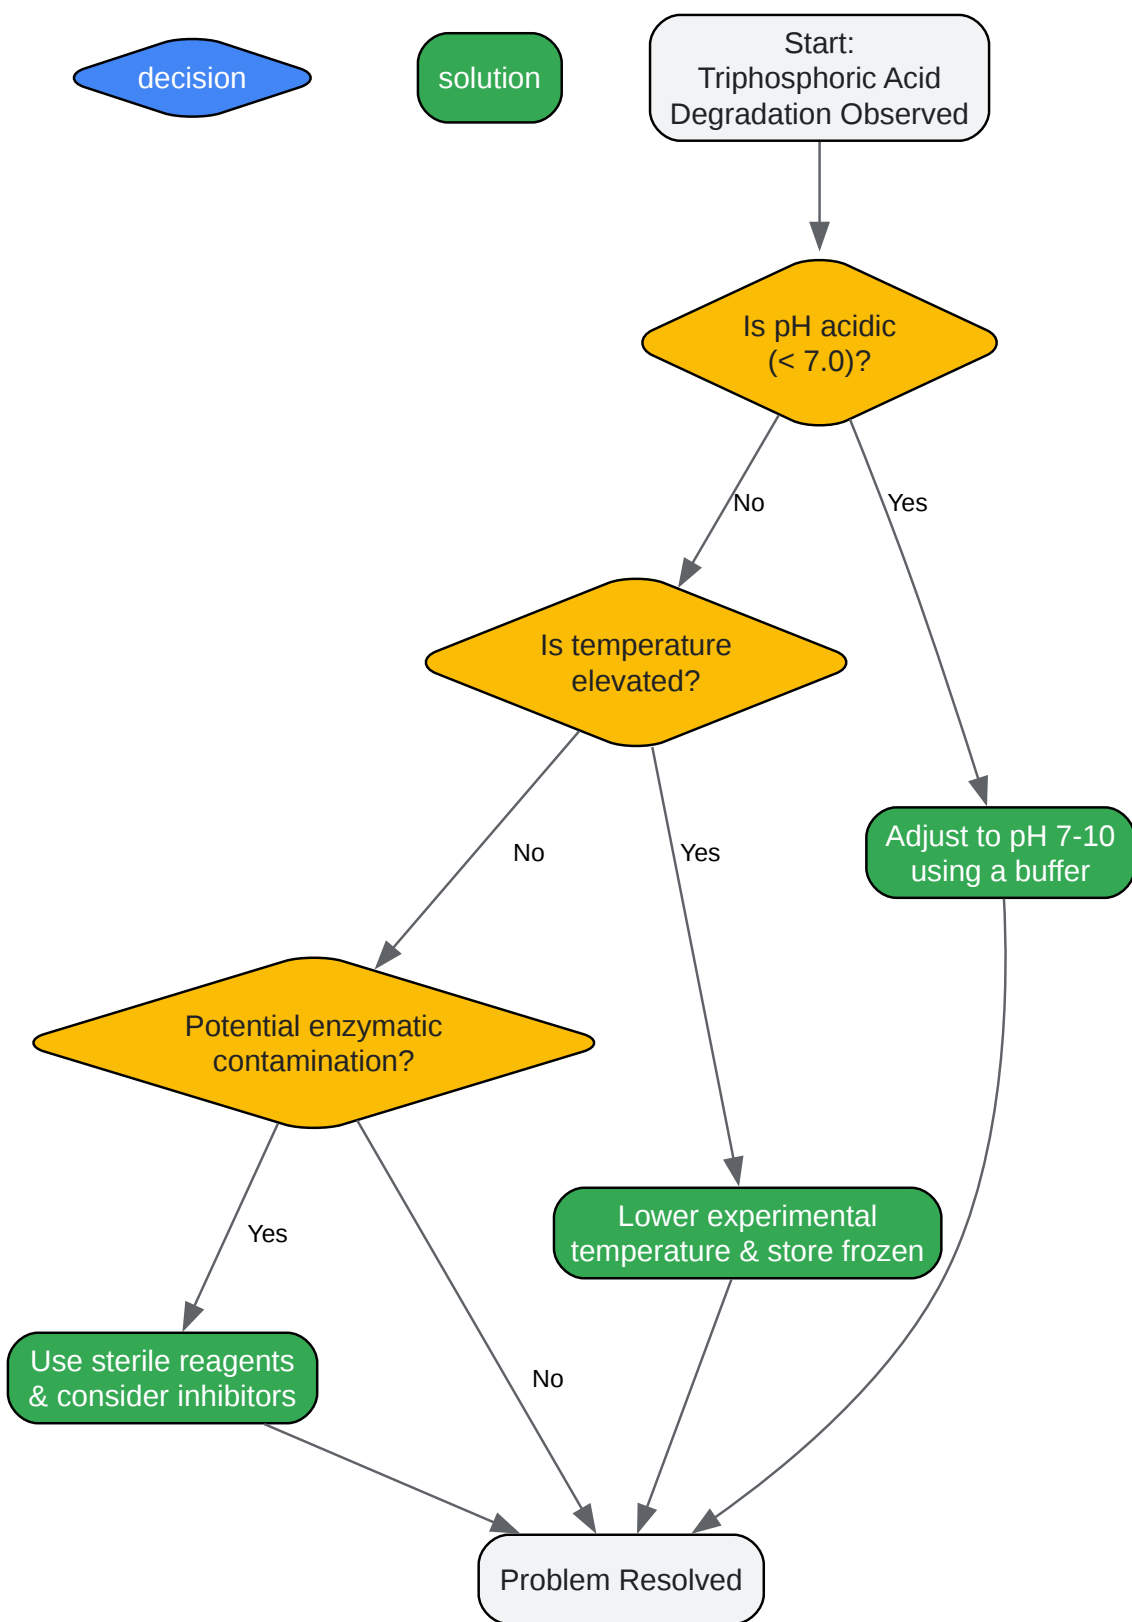 decision
solution
Start:
Triphosphoric Acid
Degradation Observed
Is pH acidic
(< 7.0)?
No
Yes
Is temperature
elevated?
Adjust to pH 7-10
using a buffer
No
Yes
Potential enzymatic
contamination?
Lower experimental
temperature & store frozen
Yes
Use sterile reagents
& consider inhibitors
No
Problem Resolved